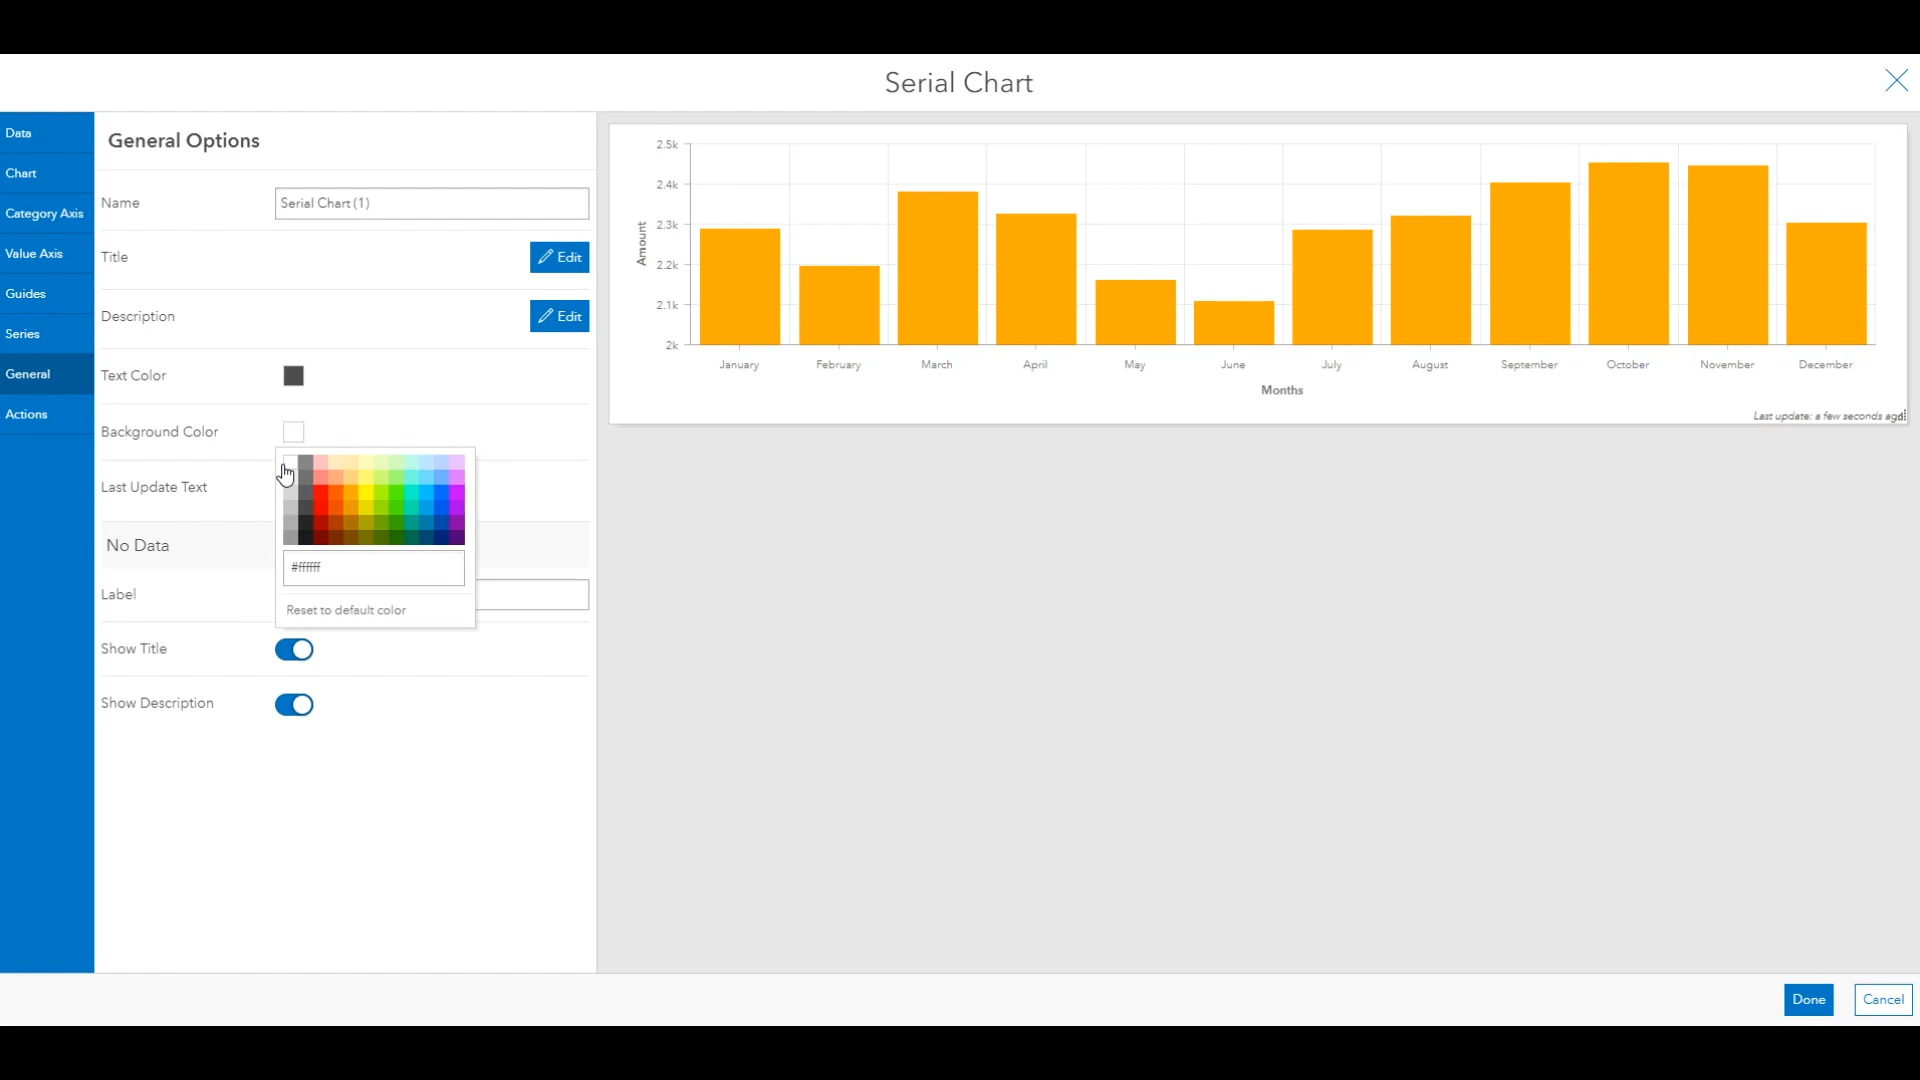 Serial Chart
Data
Chart
Category Axis
Value Axis
Guides
Series
General
Actions
General Options
Name
Serial Chart (1)
Title
Edit
Description
Edit
Text Color
Background Color
Last Update Text
#ffffff
Reset to default color
No Data
Label
Show Title
Show Description
2.5k
2.4k
2.3k
2.2k
2.1k
2k
Amount
January February March April May June July August September October November December
Months
Last update: a few seconds ago
Done
Cancel